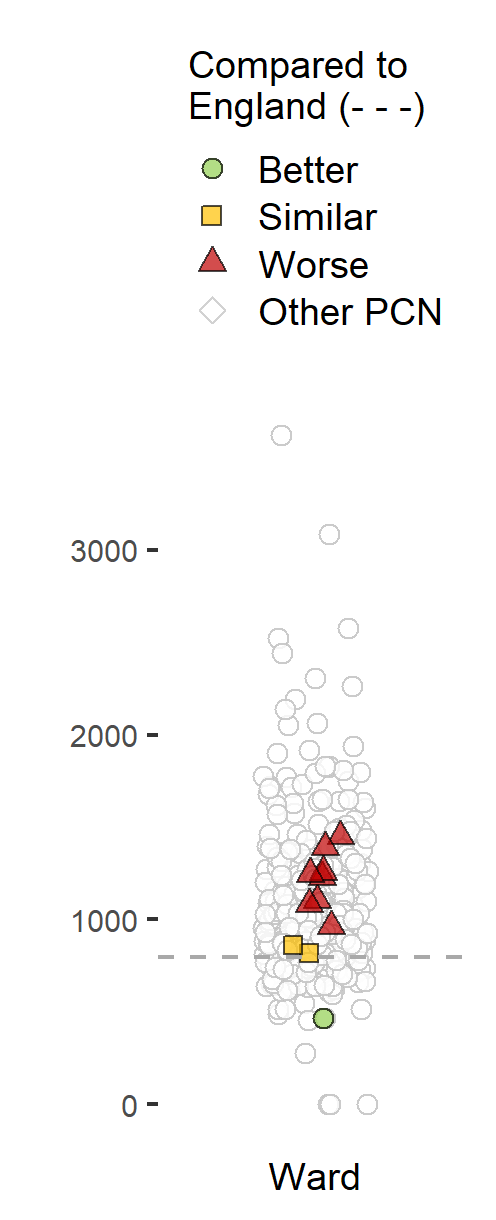 Compared to
England (- - -)
Better
Similar
Worse
Other PCN
3000
2000
1000
0
Ward